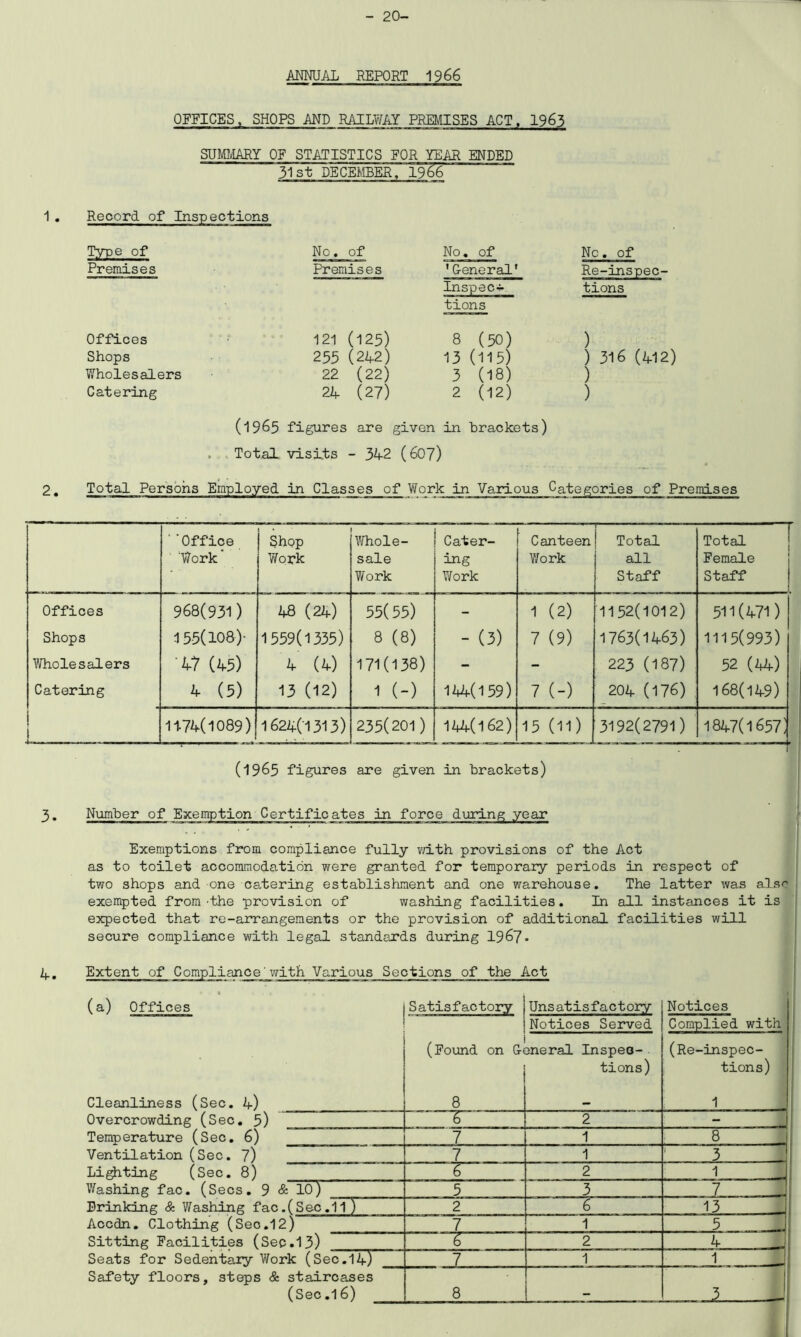 - 20-
ANNUAL REPORT 1966
OFFICES, SHOPS AND RAILWAY PREMISES ACT, 1963
SUMMARY OF STATISTICS FOR YEAR ENDED
31st DECEMBER, 1966
1. Record of Inspections
Type of Premises No. of Premises No. of 'General' Inspec- tions No. of Re-inspec- tions
Offices 121 (125) 8 (50) )
Shops 255 (242) 13 (115) ) 316 (412)
Wholesalers 22 (22) 3 (18) )
Catering 24 (27) 2 (12) )
(1965 figures are given in brackets)
Total visits - 342 (607)
2. Total Persons Employed in Classes of Work in Various Categories of Premises
Office Work Shop Work Whole- sale Work Cater- ing Work Canteen Work Total all Staff Total Female Staff
Offices 968(931) 48 (24) 55(55) - 1 (2) 1152(1012) 511(471)
Shops 155(108) 1559(1335) 8 (8) - (3) 7 (9) 1763(1463) 1115(993)
Wholesalers 47 (45) 4 (4) 171(138) - - 223 (187) 52 (44)
Catering 4 (5) 13 (12) 1 (-) 144(159) 7 (-) 204 (176) 168(149)
1174(1089) 1624(1313) 235(201) 144(162) 15 (11) 3192(2791) 1847(1657)
(1965 figures are given in brackets)
3. Number of Exemption Certificates in force during year
Exemptions from compliance fully with provisions of the Act
as to toilet accommodation were granted for temporary periods in respect of
two shops and one catering establishment and one warehouse. The latter was also
exempted from the provision of washing facilities. In all instances it is
expected that re-arrangements or the provision of additional facilities will
secure compliance with legal standards during 1967.
4. Extent of Compliance with Various Sections of the Act
(a) Offices Satisfactory Unsatisfactory Notices
Notices Served Complied with
(Found on General Inspec- tions) (Re-inspec- tions)
Cleanliness (Sec. 4) 8 - 1
Overcrowding (Sec. 5) 6 2 -
Temperature (Sec. 6) 7 1 8
Ventilation (Sec. 7) 7 1 3
Lighting (Sec. 8) 6 2 1
Washing fac. (Secs. 9 & 10) 5 3 7
Drinking & Washing fac.(Sec.11) 2 6 13
Accdn. Clothing (Sec.12) 7 1 5
Sitting Facilities (Sec.13) 6 2 4
Seats for Sedentary Work (Sec.14) 7 1 1
Safety floors, steps & staircases
(Sec.16) 8 - 3